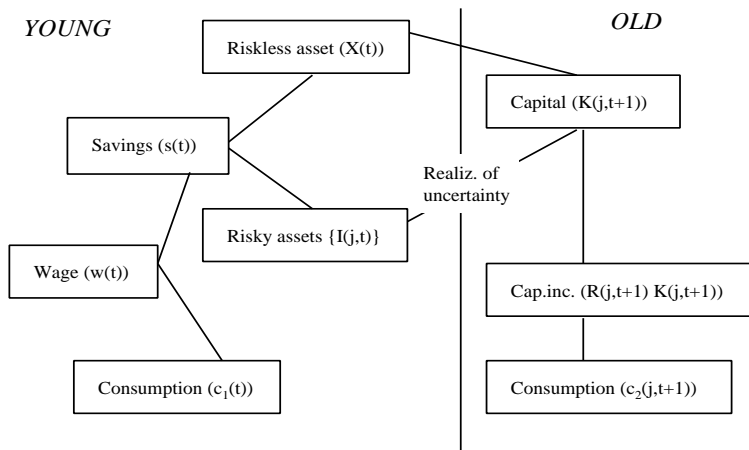 YOUNG
OLD
Riskless asset (X(t))
Capital (K(j,t+1))
Savings (s(t))
Realiz. of
uncertainty
Risky assets {I(j,t)}
Wage (w(t))
Cap.inc. (R(j,t+1) K(j,t+1))
Consumption (c₁(t))
Consumption (c₂(j,t+1))